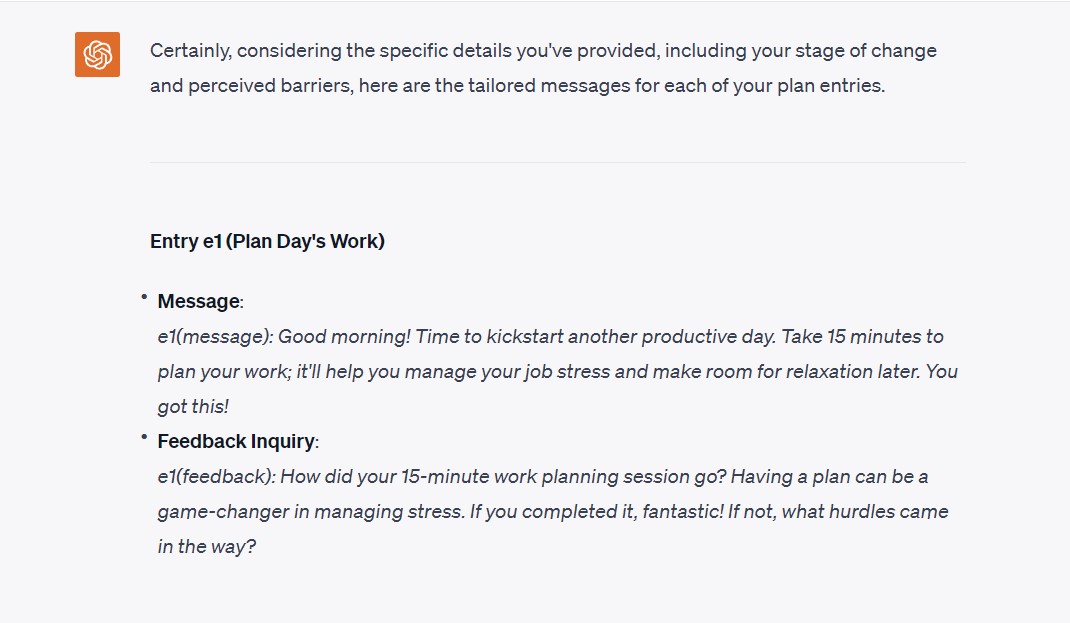 Certainly, considering the specific details you've provided, including your stage of change
and perceived barriers, here are the tailored messages for each of your plan entries.
Entry e1 (Plan Day's Work)
• Message:
e1(message): Good morning! Time to kickstart another productive day. Take 15 minutes to
plan your work; it'll help you manage your job stress and make room for relaxation later. You
got this!
• Feedback Inquiry:
e1(feedback): How did your 15-minute work planning session go? Having a plan can be a
game-changer in managing stress. If you completed it, fantastic! If not, what hurdles came
in the way?